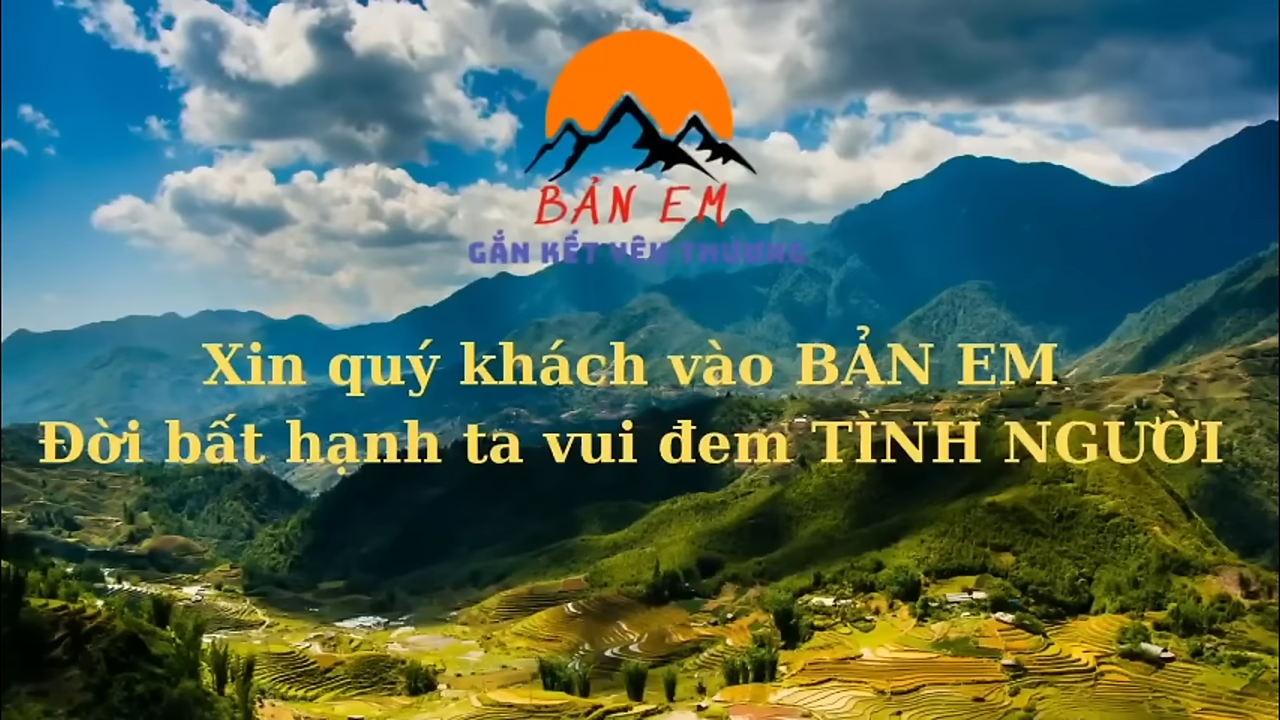 BẢN EM
GẮN KẾT YÊU THƯƠNG
Xin quý khách vào BẢN EM
Đời bất hạnh ta vui đem TÌNH NGƯỜI